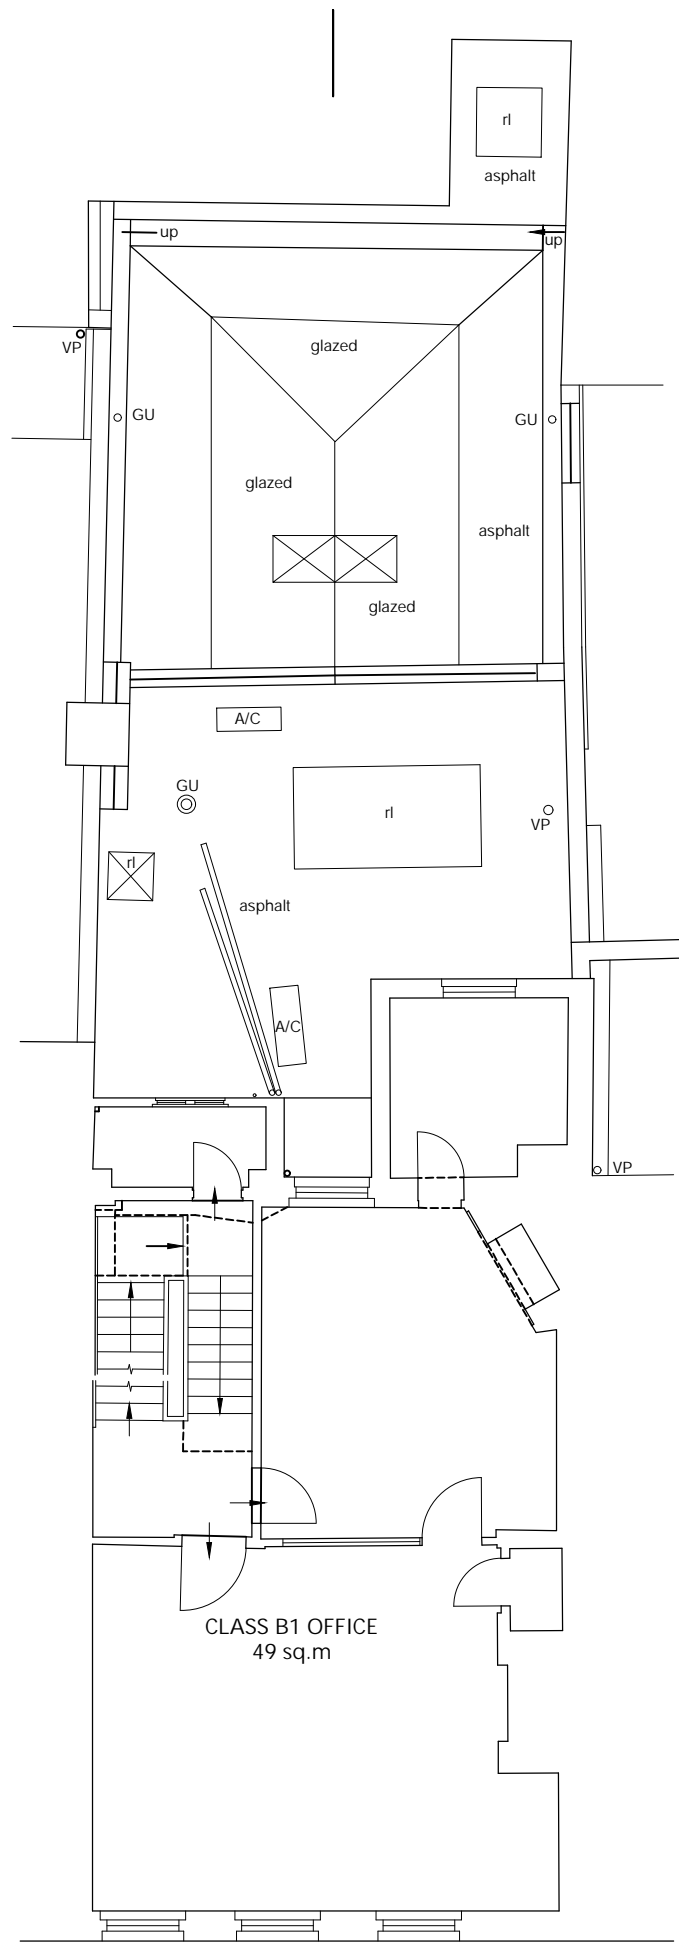 rl
asphalt
up
up
glazed
VP
GU
GU
glazed
asphalt
glazed
A/C
GU
rl
VP
rl
asphalt
A/C
VP
CLASS B1 OFFICE
49 sq.m